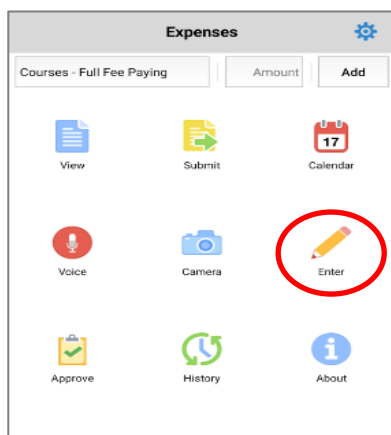 Expenses
Courses - Full Fee Paying Amount Add
View Submit 17 Calendar
Voice Camera Enter
Approve History About